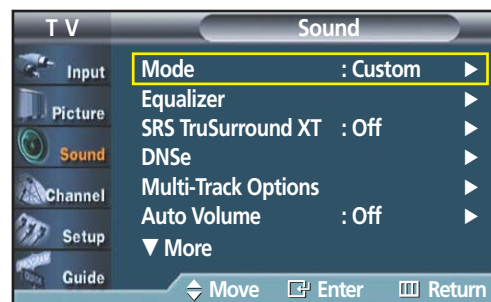 T V
Sound
Input
Picture
Sound
Channel
Setup
Guide
Mode : Custom ▶
Equalizer ▶
SRS TruSurround XT : Off ▶
DNSe ▶
Multi-Track Options ▶
Auto Volume : Off ▶
▼ More
Move Enter Return